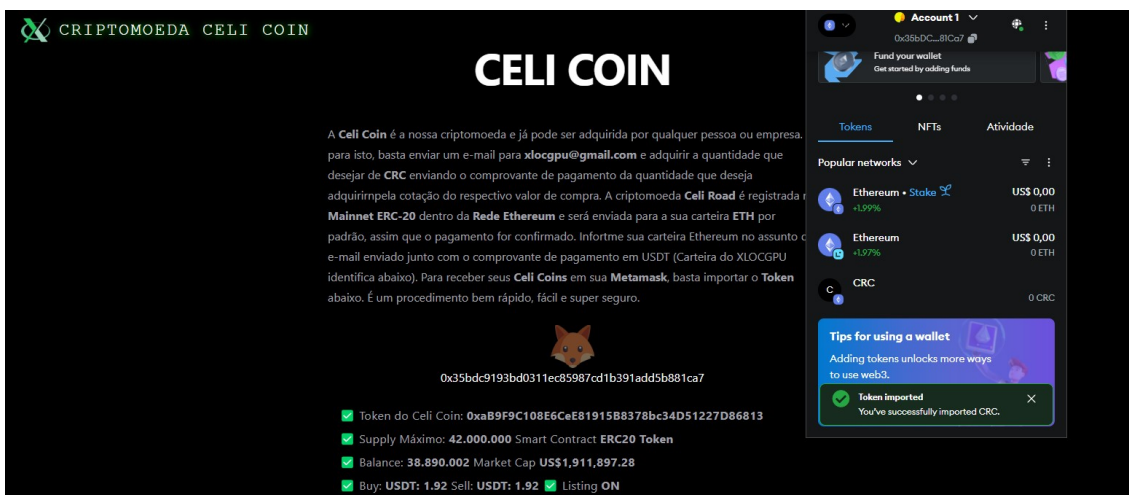 CRIPTOMOEDA CELI COIN
CELI COIN
A Celi Coin é a nossa criptomoeda e já pode ser adquirida por qualquer pessoa ou empresa.
para isto, basta enviar um e-mail para xlocgpu@gmail.com e adquirir a quantidade que
desejar de CRC enviando o comprovante de pagamento da quantidade que deseja
adquirirnpela cotação do respectivo valor de compra. A criptomoeda Celi Road é registrada
Mainnet ERC-20 dentro da Rede Ethereum e será enviada para a sua carteira ETH por
padrão, assim que o pagamento for confirmado. Informte sua carteira Ethereum no assunto
e-mail enviado junto com o comprovante de pagamento em USDT (Carteira do XLOCGPU
identifica abaixo). Para receber seus Celi Coins em sua Metamask, basta importar o Token
abaixo. É um procedimento bem rápido, fácil e super seguro.
0x35bdc9193bd0311ec85987cd1b391add5b881ca7
Token do Celi Coin: 0xaB9F9C108E6CeE81915B8378bc34D51227D86813
Supply Máximo: 42.000.000 Smart Contract ERC20 Token
Balance: 38.890.002 Market Cap US$1,911,897.28
Buy: USDT: 1.92 Sell: USDT: 1.92 Listing ON
Account 1
0x35bDC...81Ca7
Fund your wallet
Get started by adding funds
Tokens NFTs Atividade
Popular networks
Ethereum • Stake US$ 0,00
+1.99% 0 ETH
Ethereum US$ 0,00
+1.97% 0 ETH
C CRC
0 CRC
Tips for using a wallet
Adding tokens unlocks more ways
to use web3.
Token imported
You've successfully imported CRC.